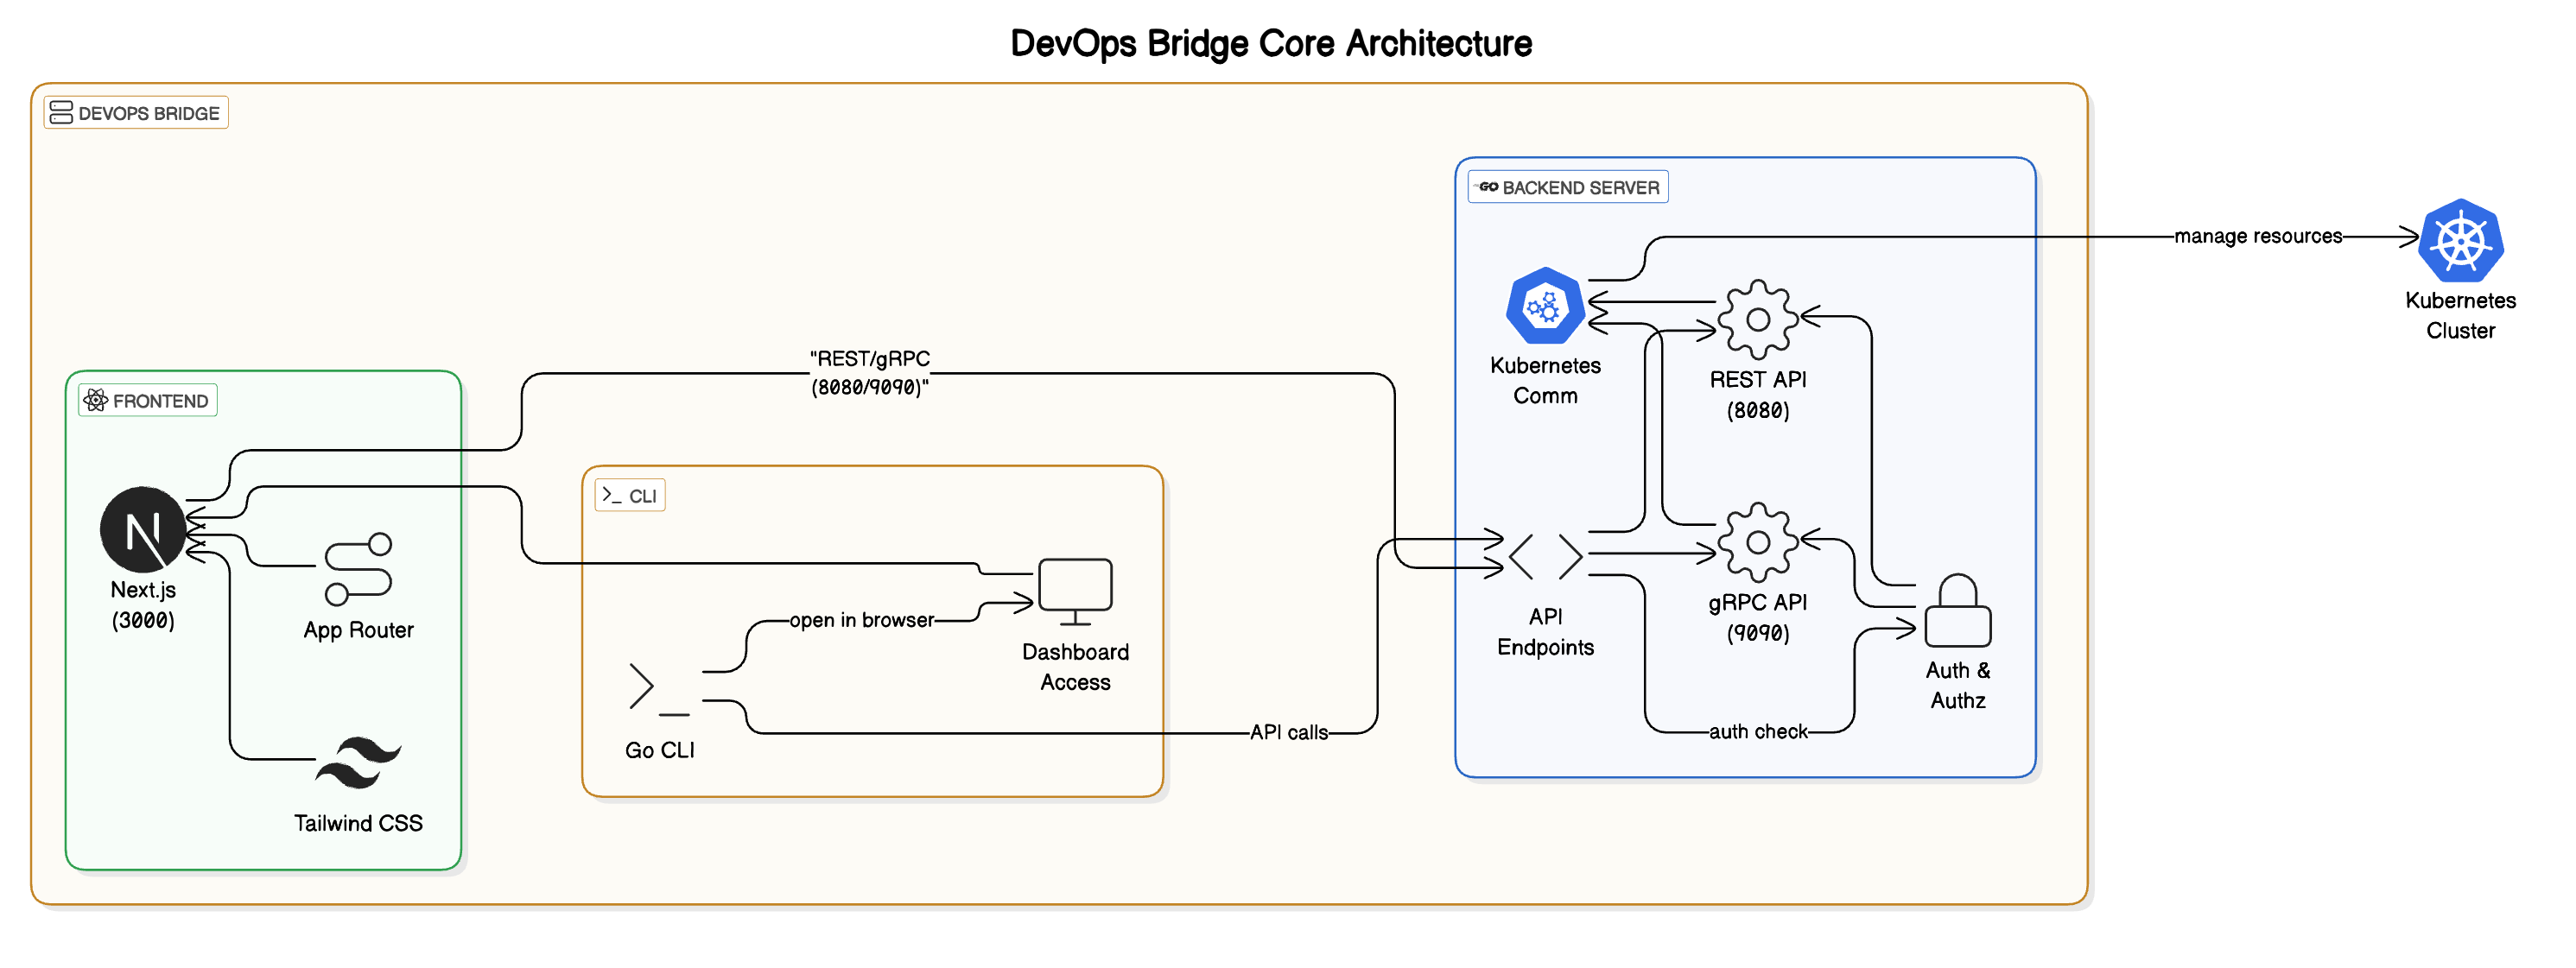 DevOps Bridge Core Architecture
DEVOPS BRIDGE
GO BACKEND SERVER
manage resources
Kubernetes
Cluster
Kubernetes
Comm
REST API
(8080)
"REST/gRPC
(8080/9090)"
FRONTEND
N
Next.js
(3000)
App Router
Tailwind CSS
>_ CLI
open in browser
Dashboard
Access
>_
Go CLI
API calls
< >
API
Endpoints
gRPC API
(9090)
Auth &
Authz
auth check